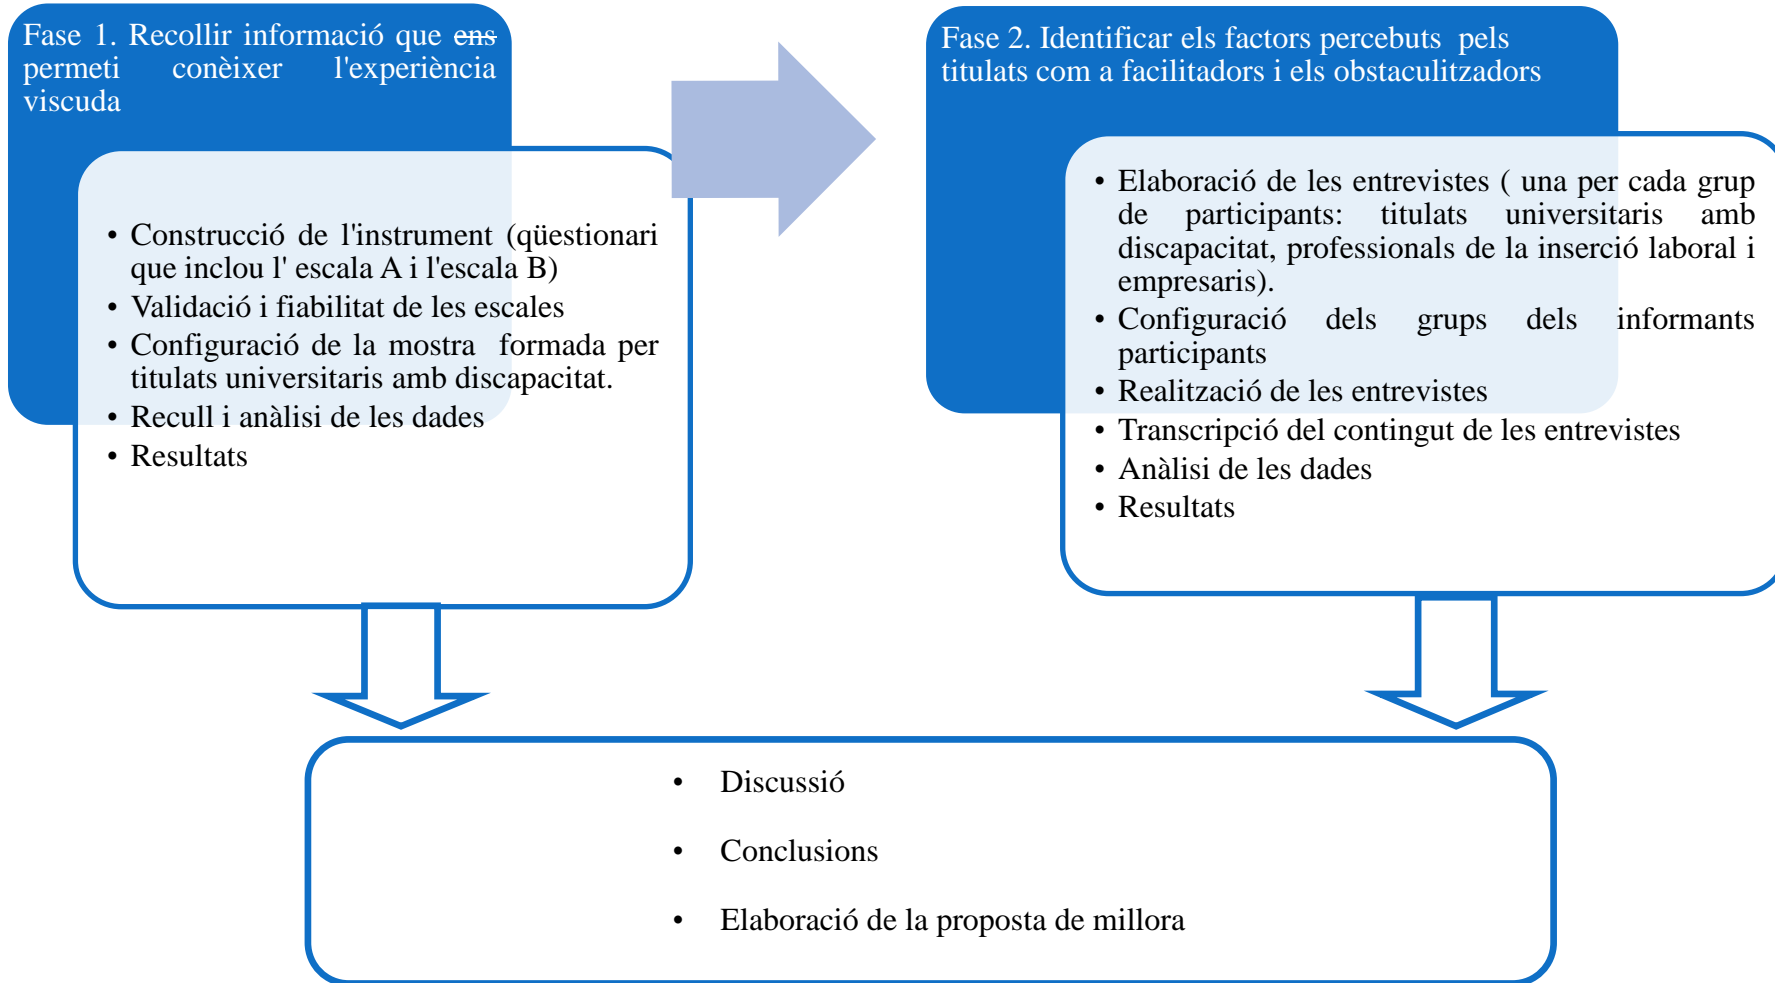 Fase 1. Recollir informació que ens
permeti conèixer l'experiència
viscuda
• Construcció de l'instrument (qüestionari
que inclou l' escala A i l'escala B)
• Validació i fiabilitat de les escales
• Configuració de la mostra formada per
titulats universitaris amb discapacitat.
• Recull i anàlisi de les dades
• Resultats
Fase 2. Identificar els factors percebuts pels
titulats com a facilitadors i els obstaculitzadors
• Elaboració de les entrevistes ( una per cada grup
de participants: titulats universitaris amb
discapacitat, professionals de la inserció laboral i
empresaris).
• Configuració dels grups dels informants
participants
• Realització de les entrevistes
• Transcripció del contingut de les entrevistes
• Anàlisi de les dades
• Resultats
• Discussió
• Conclusions
• Elaboració de la proposta de millora